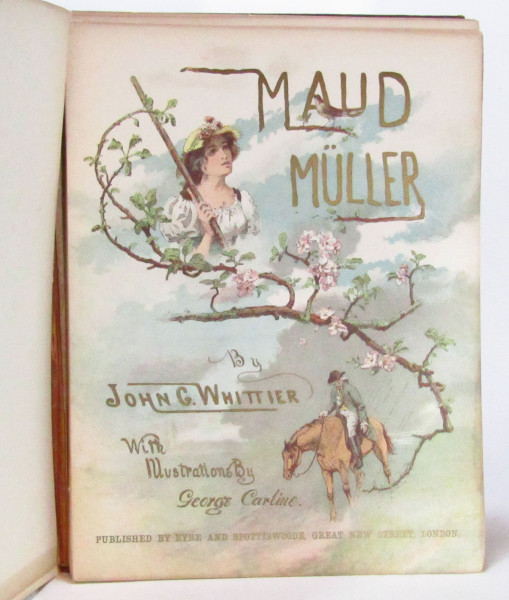 MAUD
MÜLLER
By
JOHN G. WHITTIER
With
Illustrations By
George Carline.
PUBLISHED BY EYRE AND SPOTTISWOODE, GREAT NEW STREET, LONDON.